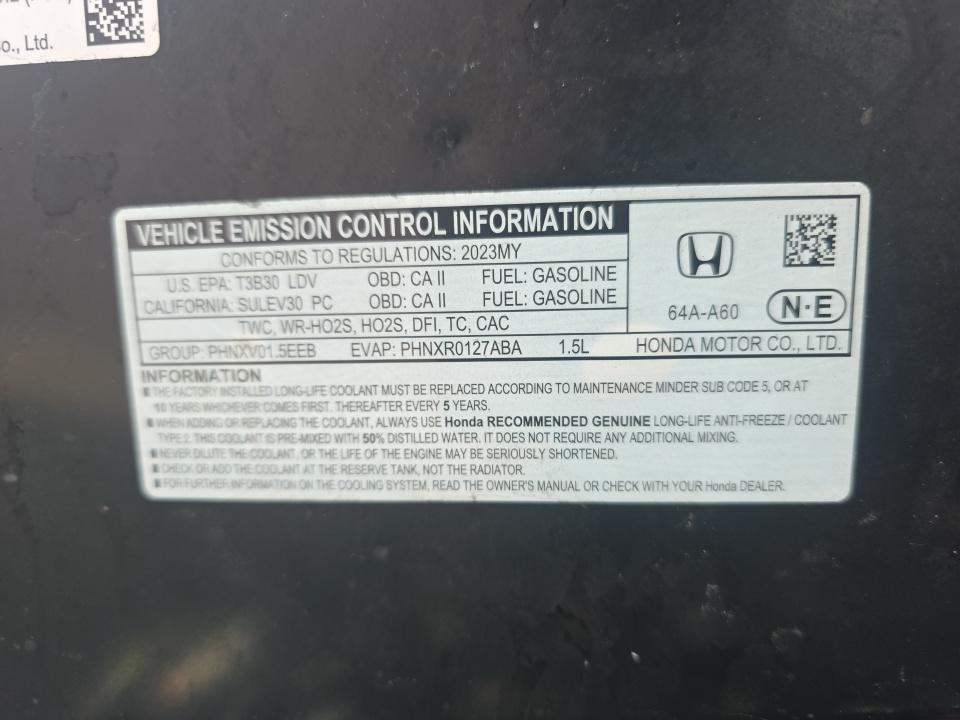 o., Ltd.
VEHICLE EMISSION CONTROL INFORMATION
CONFORMS TO REGULATIONS: 2023MY
U.S. EPA: T3B30 LDV OBD: CA II FUEL: GASOLINE
CALIFORNIA: SULEV30 PC OBD: CA II FUEL: GASOLINE
TWC, WR-HO2S, HO2S, DFI, TC, CAC
64A-A60 N·E
GROUP: PHNXV01.5EEB EVAP: PHNXR0127ABA 1.5L HONDA MOTOR CO., LTD.
INFORMATION
THE FACTORY INSTALLED LONG-LIFE COOLANT MUST BE REPLACED ACCORDING TO MAINTENANCE MINDER SUB CODE 5, OR AT
10 YEARS WHICHEVER COMES FIRST. THEREAFTER EVERY 5 YEARS.
WHEN ADDING OR REPLACING THE COOLANT, ALWAYS USE Honda RECOMMENDED GENUINE LONG-LIFE ANTI-FREEZE / COOLANT
TYPE 2. THIS COOLANT IS PRE-MIXED WITH 50% DISTILLED WATER. IT DOES NOT REQUIRE ANY ADDITIONAL MIXING.
NEVER DILUTE THE COOLANT, OR THE LIFE OF THE ENGINE MAY BE SERIOUSLY SHORTENED.
CHECK OR ADD THE COOLANT AT THE RESERVE TANK, NOT THE RADIATOR.
FOR FURTHER INFORMATION ON THE COOLING SYSTEM, READ THE OWNER'S MANUAL OR CHECK WITH YOUR Honda DEALER.